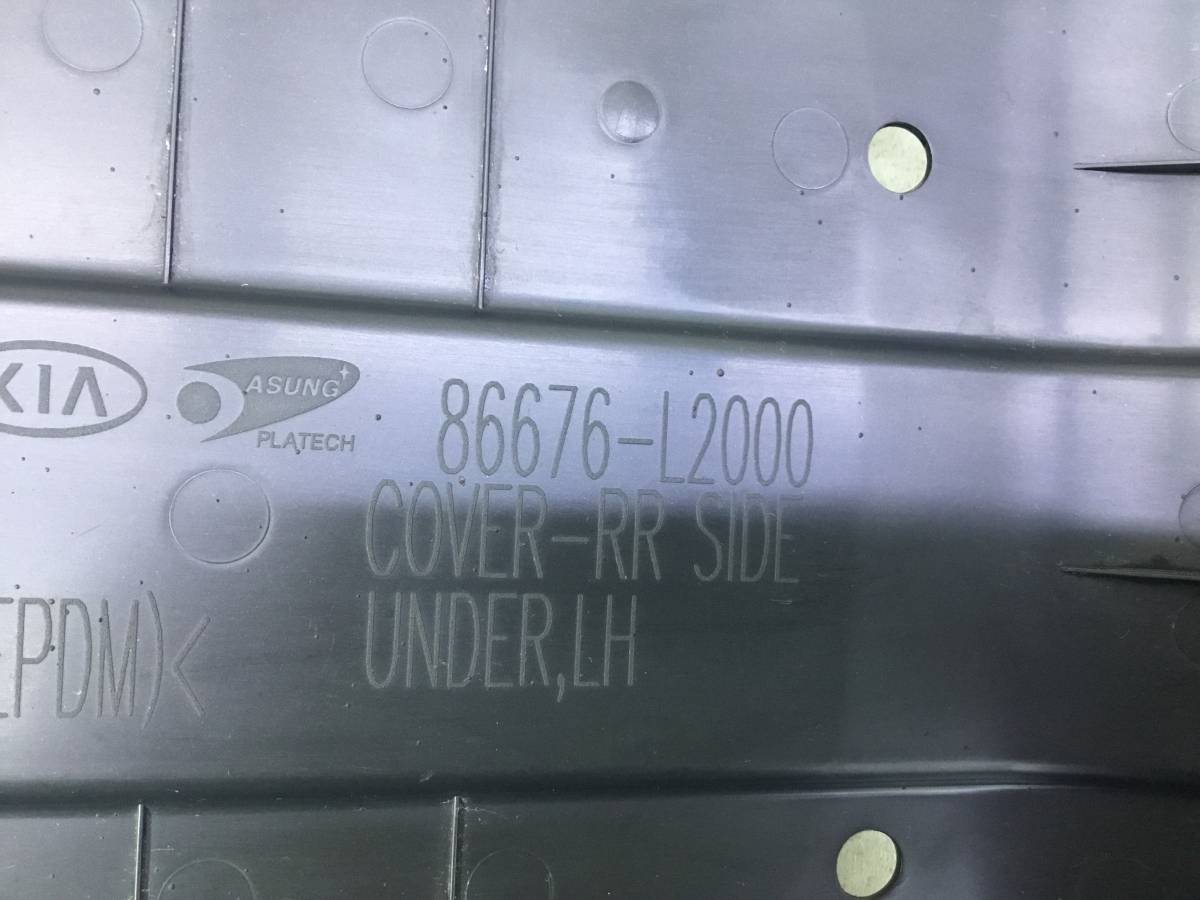 KIA
ASUNG
PLATECH
86676-L2000
COVER-RR SIDE
UNDER,LH
EPDM)<